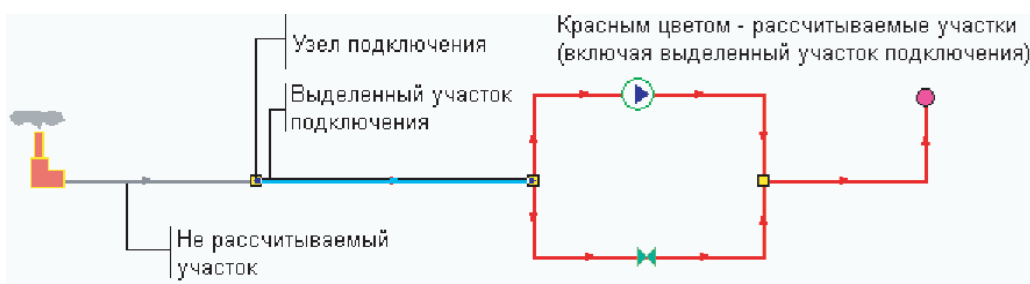 Узел подключения
Выделенный участок
подключения
Не рассчитываемый
участок
Красным цветом - рассчитываемые участки
(включая выделенный участок подключения)